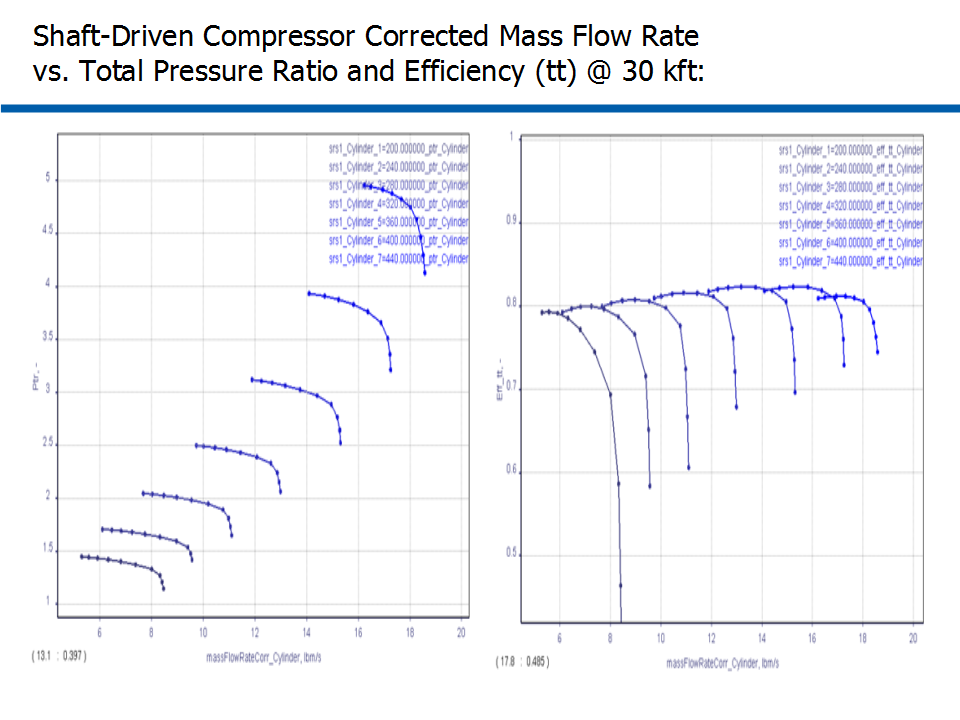 Shaft-Driven Compressor Corrected Mass Flow Rate
vs. Total Pressure Ratio and Efficiency (tt) @ 30 kft:
srs1_Cylinder_1=200.000000_ptr_Cylinder
srs1_Cylinder_2=240.000000_ptr_Cylinder
srs1_Cylinder_3=280.000000_ptr_Cylinder
srs1_Cylinder_4=320.000000_ptr_Cylinder
srs1_Cylinder_5=360.000000_ptr_Cylinder
srs1_Cylinder_6=400.000000_ptr_Cylinder
srs1_Cylinder_7=440.000000_ptr_Cylinder
5
4.5
4
3.5
3
2.5
2
1.5
1
Ptr, -
6 8 10 12 14 16 18 20
( 13.1 : 0.397 )
massFlowRateCorr_Cylinder, lbm/s
srs1_Cylinder_1=200.000000_eff_tt_Cylinder
srs1_Cylinder_2=240.000000_eff_tt_Cylinder
srs1_Cylinder_3=280.000000_eff_tt_Cylinder
srs1_Cylinder_4=320.000000_eff_tt_Cylinder
srs1_Cylinder_5=360.000000_eff_tt_Cylinder
srs1_Cylinder_6=400.000000_eff_tt_Cylinder
srs1_Cylinder_7=440.000000_eff_tt_Cylinder
1
0.9
0.8
0.7
0.6
0.5
Eff_tt, -
6 8 10 12 14 16 18 20
( 17.8 : 0.485 )
massFlowRateCorr_Cylinder, lbm/s